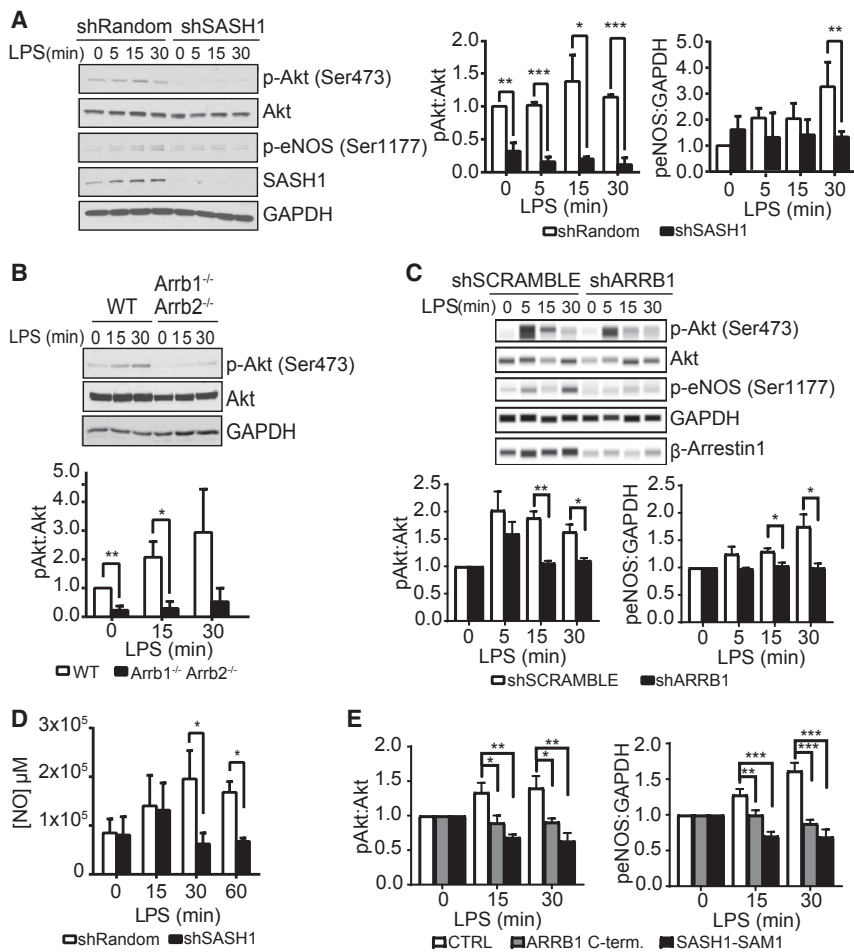 A
shRandom shSASH1
LPS(min) 0 5 15 30 0 5 15 30
p-Akt (Ser473)
Akt
p-eNOS (Ser1177)
SASH1
GAPDH
pAkt:Akt
2.0
1.5
1.0
0.5
0.0
** *** * ***
0 5 15 30
LPS (min)
peNOS:GAPDH
5.0
4.0
3.0
2.0
1.0
0.0
**
0 5 15 30
LPS (min)
shRandom shSASH1
B
WT Arrb1-/-
Arrb2-/-
LPS (min) 0 15 30 0 15 30
p-Akt (Ser473)
Akt
GAPDH
pAkt:Akt
5.0
4.0
3.0
2.0
1.0
0.0
** *
0 15 30
LPS (min)
WT Arrb1-/- Arrb2-/-
C
shSCRAMBLE shARRB1
LPS(min) 0 5 15 30 0 5 15 30
p-Akt (Ser473)
Akt
p-eNOS (Ser1177)
GAPDH
β-Arrestin1
pAkt:Akt
2.5
2.0
1.5
1.0
0.5
0.0
** *
0 5 15 30
LPS (min)
peNOS:GAPDH
2.5
2.0
1.5
1.0
0.5
0.0
* *
0 5 15 30
LPS (min)
shSCRAMBLE shARRB1
D
[NO] µM
3x10^5
2x10^5
1x10^5
0
* *
0 15 30 60
LPS (min)
shRandom shSASH1
E
pAkt:Akt
2.0
1.5
1.0
0.5
0.0
** **
* *
0 15 30
LPS (min)
peNOS:GAPDH
2.0
1.5
1.0
0.5
0.0
*** ***
** ***
0 15 30
LPS (min)
CTRL ARRB1 C-term. SASH1-SAM1